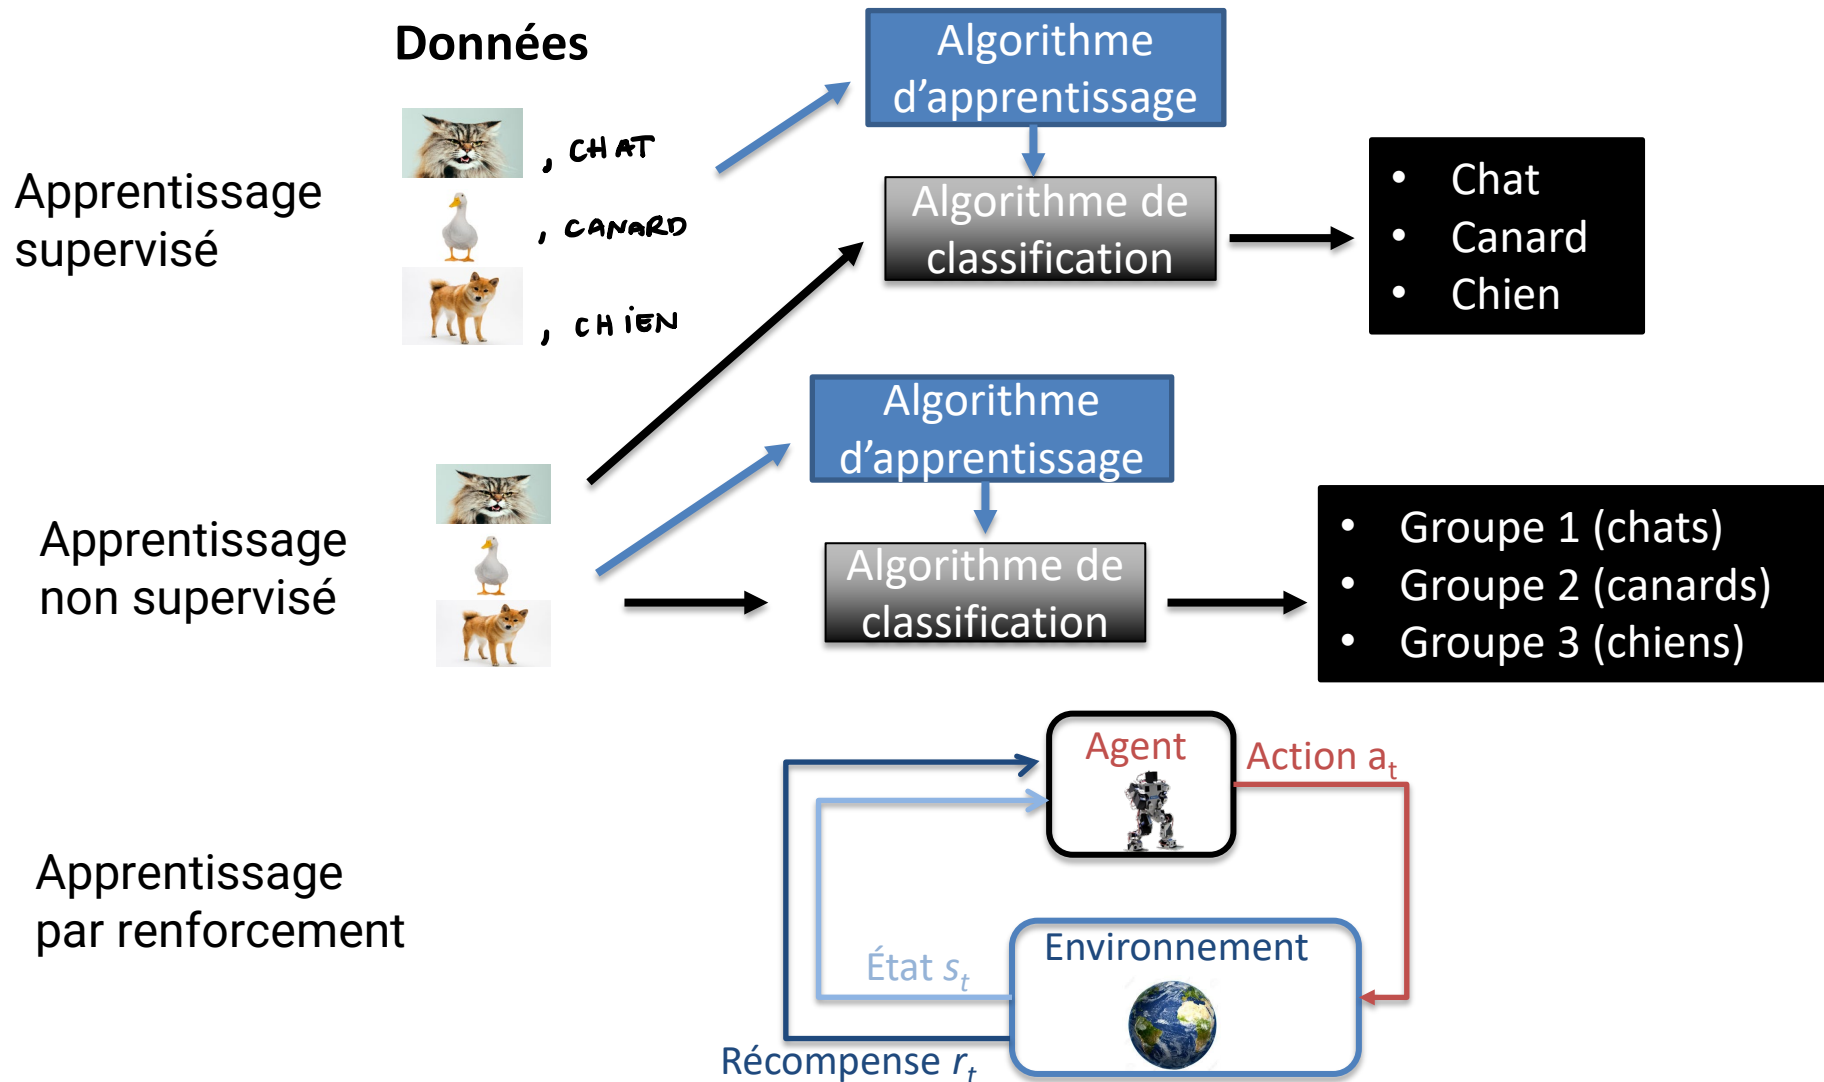 Données
Apprentissage
supervisé
, CHAT
, CANARD
, CHiEN
Algorithme
d’apprentissage
Algorithme de
classification
• Chat
• Canard
• Chien
Apprentissage
non supervisé
Algorithme
d’apprentissage
Algorithme de
classification
• Groupe 1 (chats)
• Groupe 2 (canards)
• Groupe 3 (chiens)
Apprentissage
par renforcement
Agent
Action at
Environnement
État st
Récompense rt